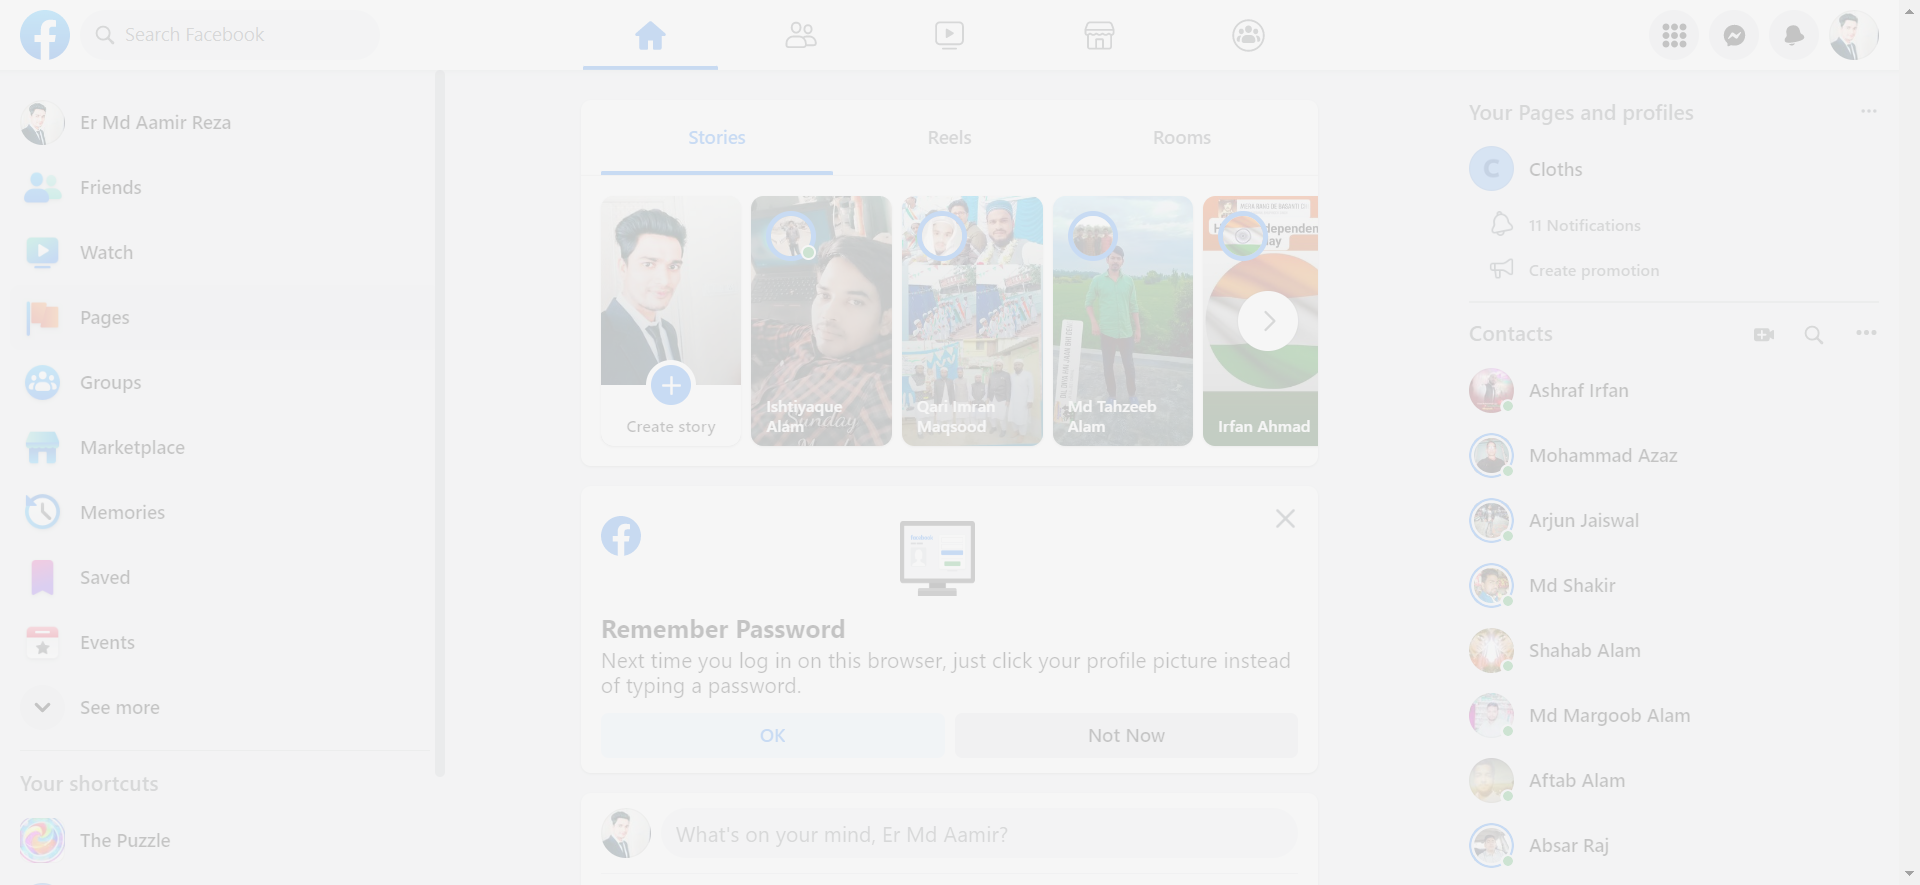 Search Facebook
Er Md Aamir Reza
Friends
Watch
Pages
Groups
Marketplace
Memories
Saved
Events
See more
Your shortcuts
The Puzzle
Stories
Reels
Rooms
Create story
Ishtiyaque
Alam
Qari Imran
Maqsood
Md Tahzeeb
Alam
Irfan Ahmad
Remember Password
Next time you log in on this browser, just click your profile picture instead
of typing a password.
OK
Not Now
What's on your mind, Er Md Aamir?
Your Pages and profiles
C
Cloths
11 Notifications
Create promotion
Contacts
Ashraf Irfan
Mohammad Azaz
Arjun Jaiswal
Md Shakir
Shahab Alam
Md Margoob Alam
Aftab Alam
Absar Raj